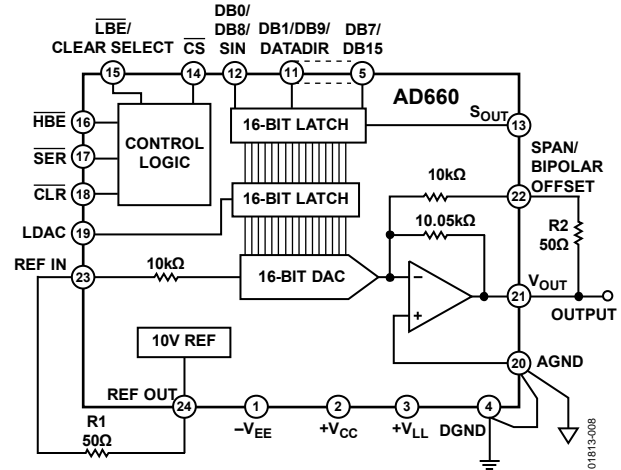 LBE/
CLEAR SELECT
CS
DB0/
DB8/
SIN
DB1/DB9/
DATADIR
DB7/
DB15
15
14
12
11
5
AD660
HBE
16
SER
17
CLR
18
LDAC
19
REF IN
23
CONTROL
LOGIC
16-BIT LATCH
16-BIT LATCH
10kΩ
16-BIT DAC
SOUT
13
SPAN/
BIPOLAR
OFFSET
10kΩ
22
10.05kΩ
R2
50Ω
−
+
VOUT
21
OUTPUT
10V REF
20
AGND
REF OUT
24
R1
50Ω
1
−VEE
2
+VCC
3
+VLL
4
DGND
01813-008